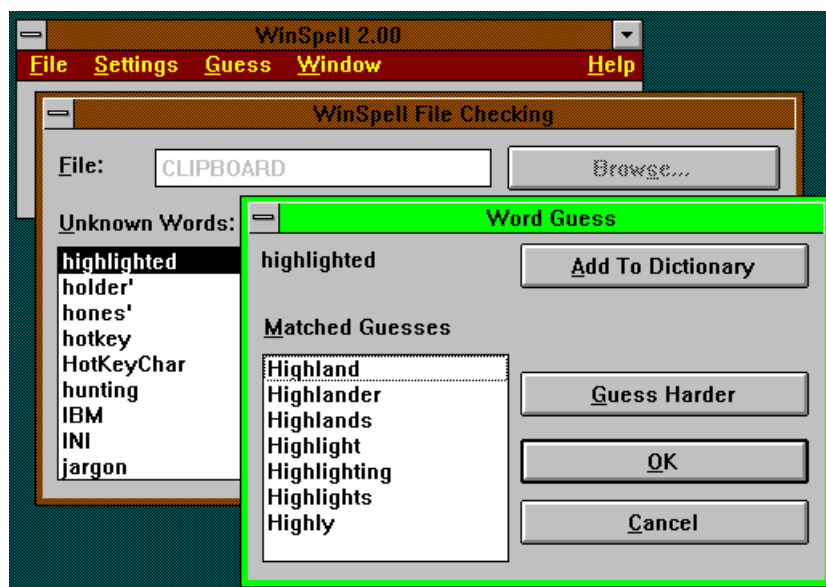 WinSpell 2.00
File Settings Guess Window Help
WinSpell File Checking
File: CLIPBOARD Browse...
Unknown Words:
highlighted
holder'
hones'
hotkey
HotKeyChar
hunting
IBM
INI
jargon
Word Guess
highlighted Add To Dictionary
Matched Guesses
Highland
Highlander
Highlands
Highlight
Highlighting
Highlights
Highly
Guess Harder
OK
Cancel